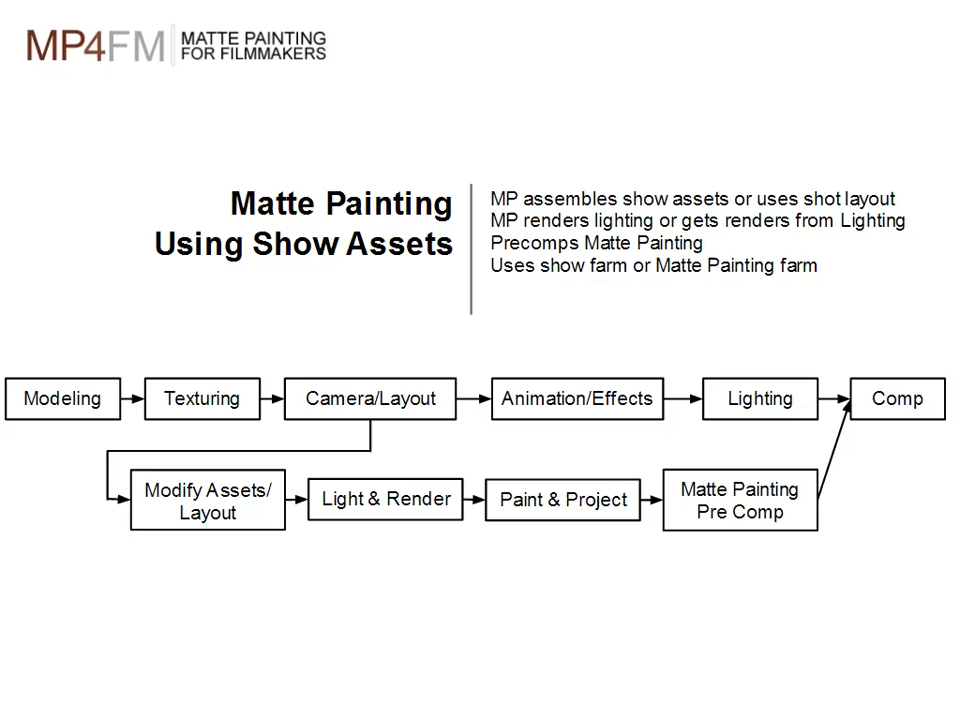 MP4FM
MATTE PAINTING
FOR FILMMAKERS
Matte Painting
Using Show Assets
MP assembles show assets or uses shot layout
MP renders lighting or gets renders from Lighting
Precomps Matte Painting
Uses show farm or Matte Painting farm
Modeling
Texturing
Camera/Layout
Animation/Effects
Lighting
Comp
Modify Assets/
Layout
Light & Render
Paint & Project
Matte Painting
Pre Comp